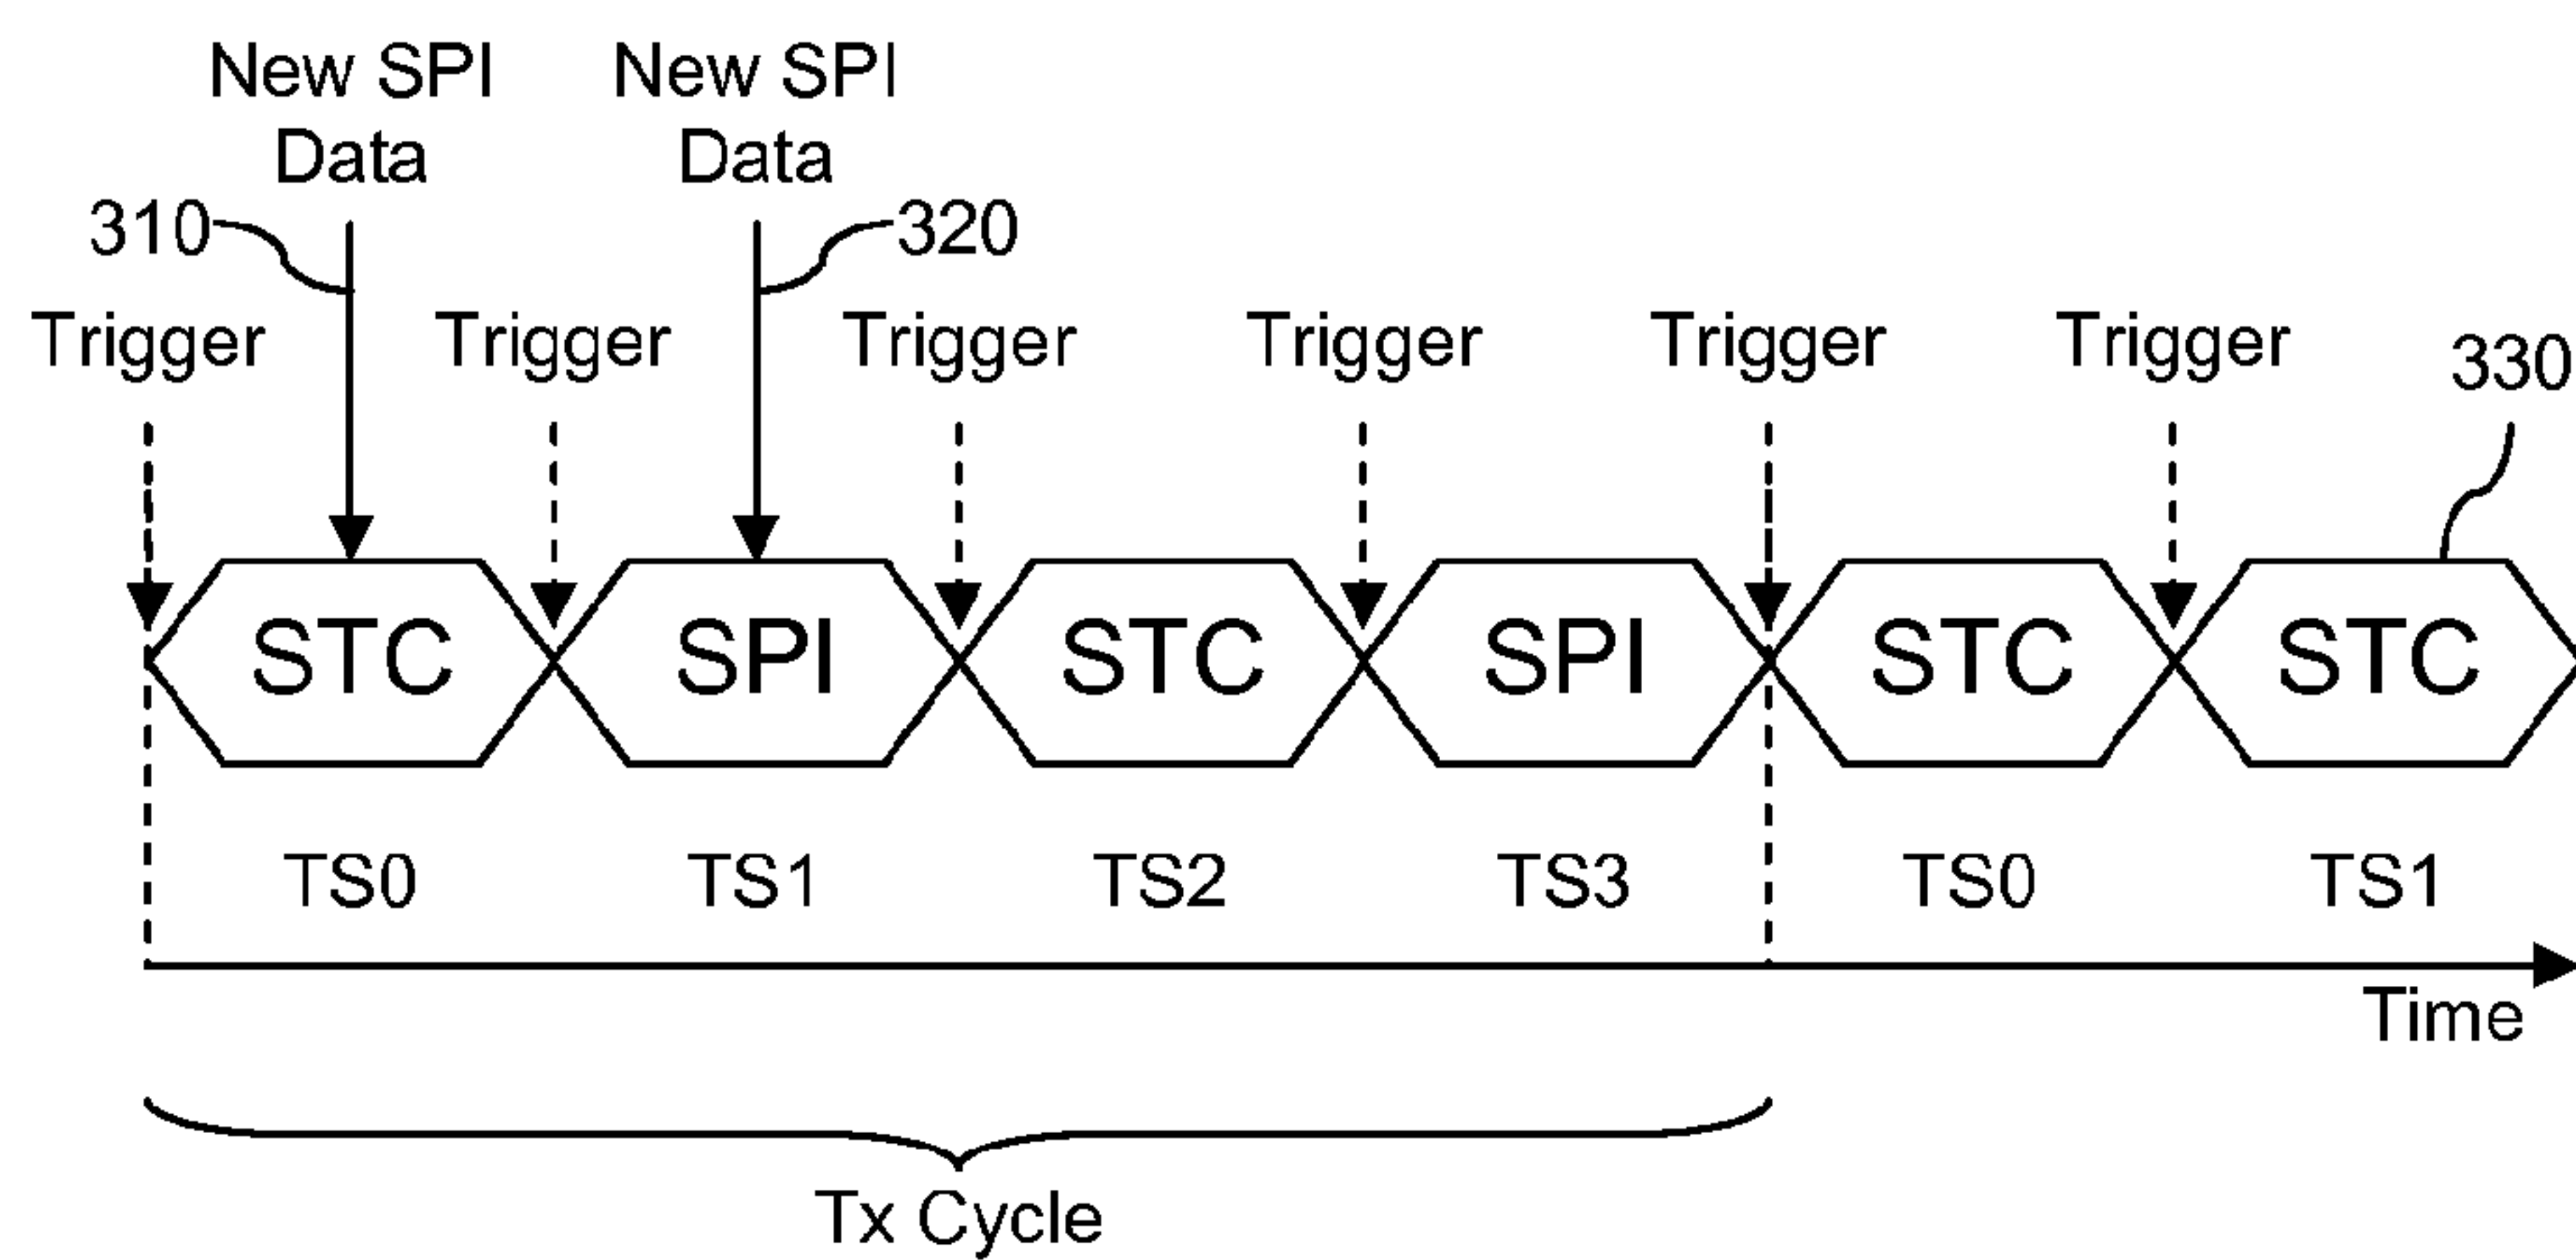 New SPI Data
New SPI Data
310
320
Trigger
Trigger
Trigger
Trigger
Trigger
Trigger
330
STC
SPI
STC
SPI
STC
STC
TS0
TS1
TS2
TS3
TS0
TS1
Time
Tx Cycle